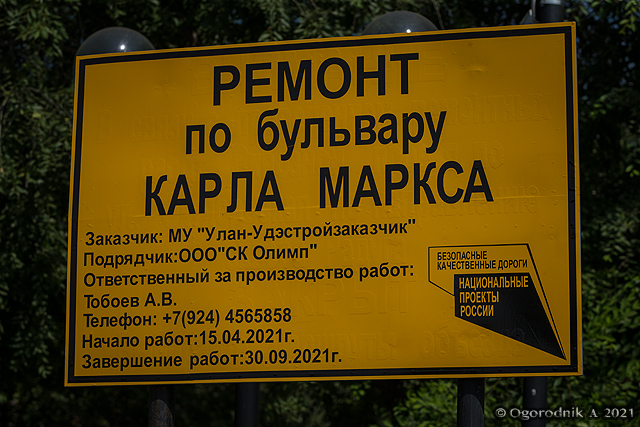 РЕМОНТ
по бульвару
КАРЛА МАРКСА
Заказчик: МУ "Улан-Удэстройзаказчик"
Подрядчик:ООО"СК Олимп"
Ответственный за производство работ:
Тобоев А.В.
Телефон: +7(924) 4565858
Начало работ:15.04.2021г.
Завершение работ:30.09.2021г.
БЕЗОПАСНЫЕ
КАЧЕСТВЕННЫЕ ДОРОГИ
НАЦИОНАЛЬНЫЕ
ПРОЕКТЫ
РОССИИ
© Ogorodnik A 2021